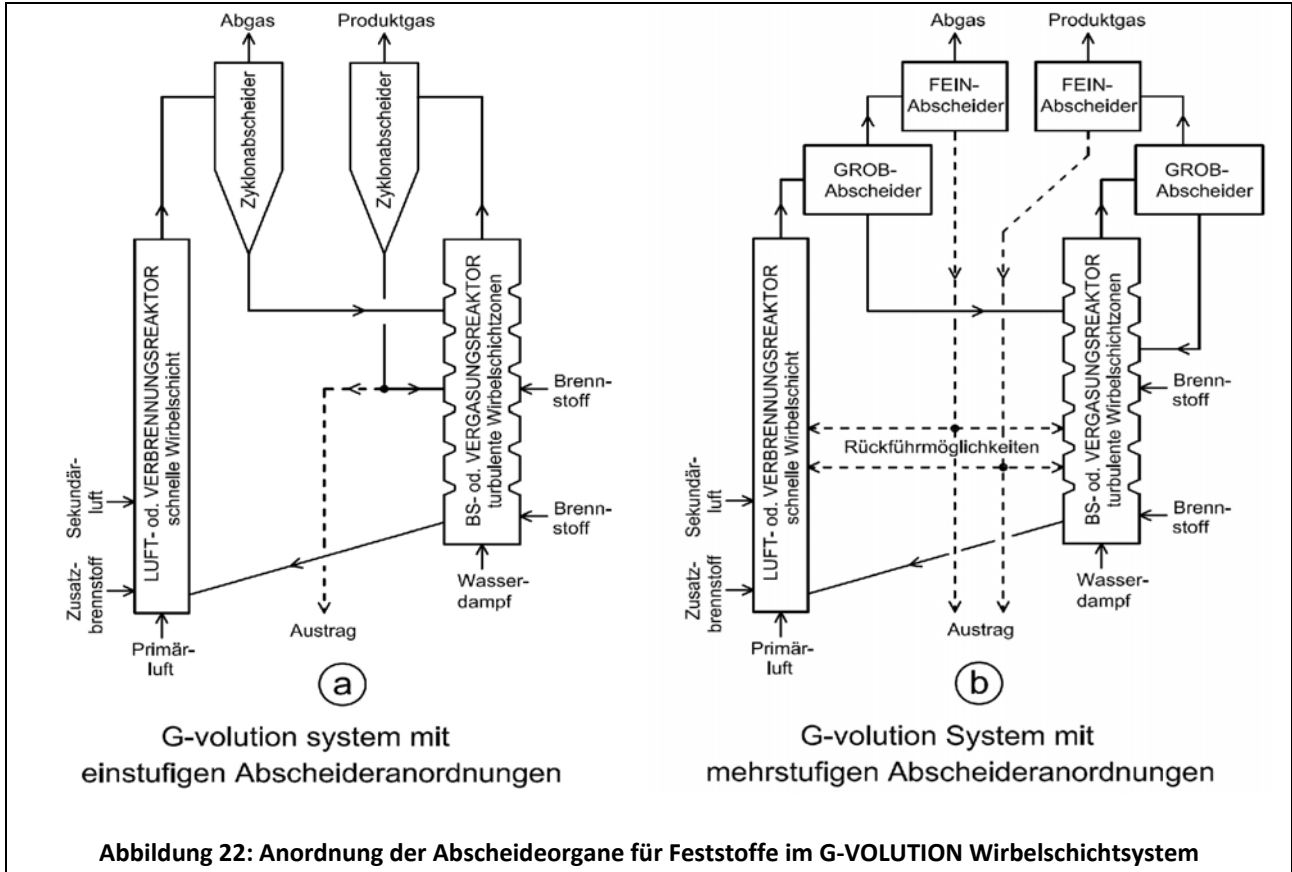 Abgas
Produktgas
Zyklonabscheider
Zyklonabscheider
LUFT- od. VERBRENNUNGSREAKTOR
schnelle Wirbelschicht
BS- od. VERGASUNGSREAKTOR
turbulente Wirbelschichtzonen
Brenn-
stoff
Sekundär-
luft
Brenn-
stoff
Zusatz-
brennstoff
Wasser-
dampf
Austrag
Primär-
luft
a
G-volution system mit
einstufigen Abscheideranordnungen
Abgas
Produktgas
FEIN-
Abscheider
FEIN-
Abscheider
GROB-
Abscheider
GROB-
Abscheider
LUFT- od. VERBRENNUNGSREAKTOR
schnelle Wirbelschicht
BS- od. VERGASUNGSREAKTOR
turbulente Wirbelschichtzonen
Brenn-
stoff
Rückführmöglichkeiten
Sekundär-
luft
Brenn-
stoff
Zusatz-
brennstoff
Wasser-
dampf
Austrag
Primär-
luft
b
G-volution System mit
mehrstufigen Abscheideranordnungen
Abbildung 22: Anordnung der Abscheideorgane für Feststoffe im G-VOLUTION Wirbelschichtsystem